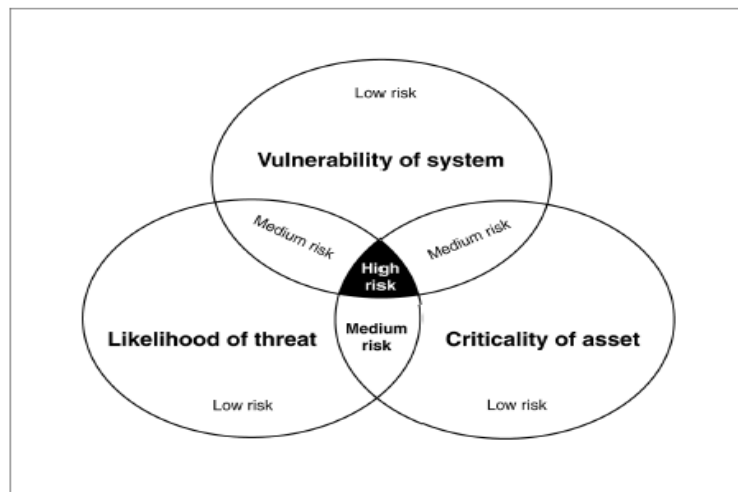 Low risk
Vulnerability of system
Medium risk
Medium risk
High
risk
Likelihood of threat
Medium
risk
Criticality of asset
Low risk
Low risk